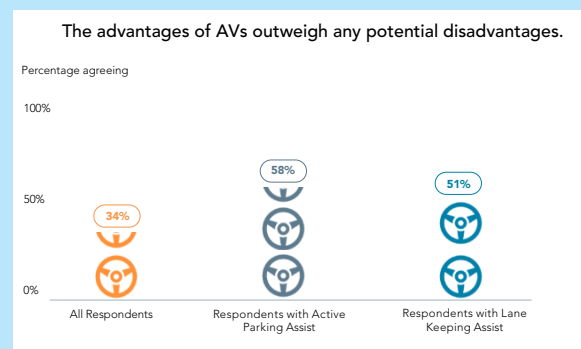 The advantages of AVs outweigh any potential disadvantages.
Percentage agreeing
100%
58%
51%
50%
34%
0%
All Respondents
Respondents with Active
Parking Assist
Respondents with Lane
Keeping Assist